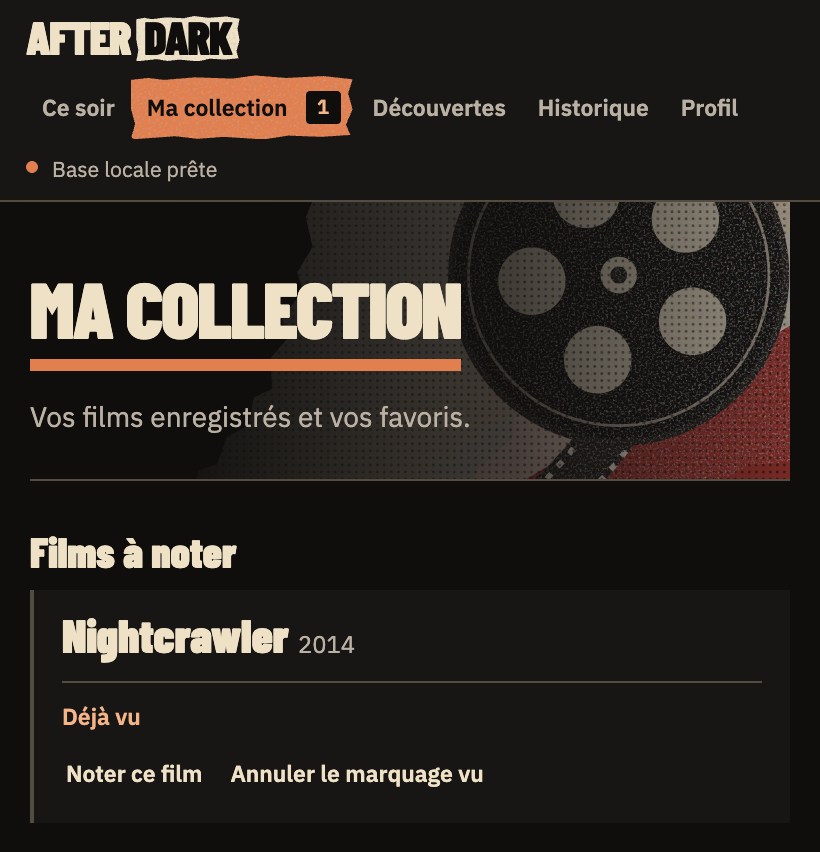 AFTER DARK
Ce soir Ma collection 1 Découvertes Historique Profil
Base locale prête
MA COLLECTION
Vos films enregistrés et vos favoris.
Films à noter
Nightcrawler 2014
Déjà vu
Noter ce film Annuler le marquage vu